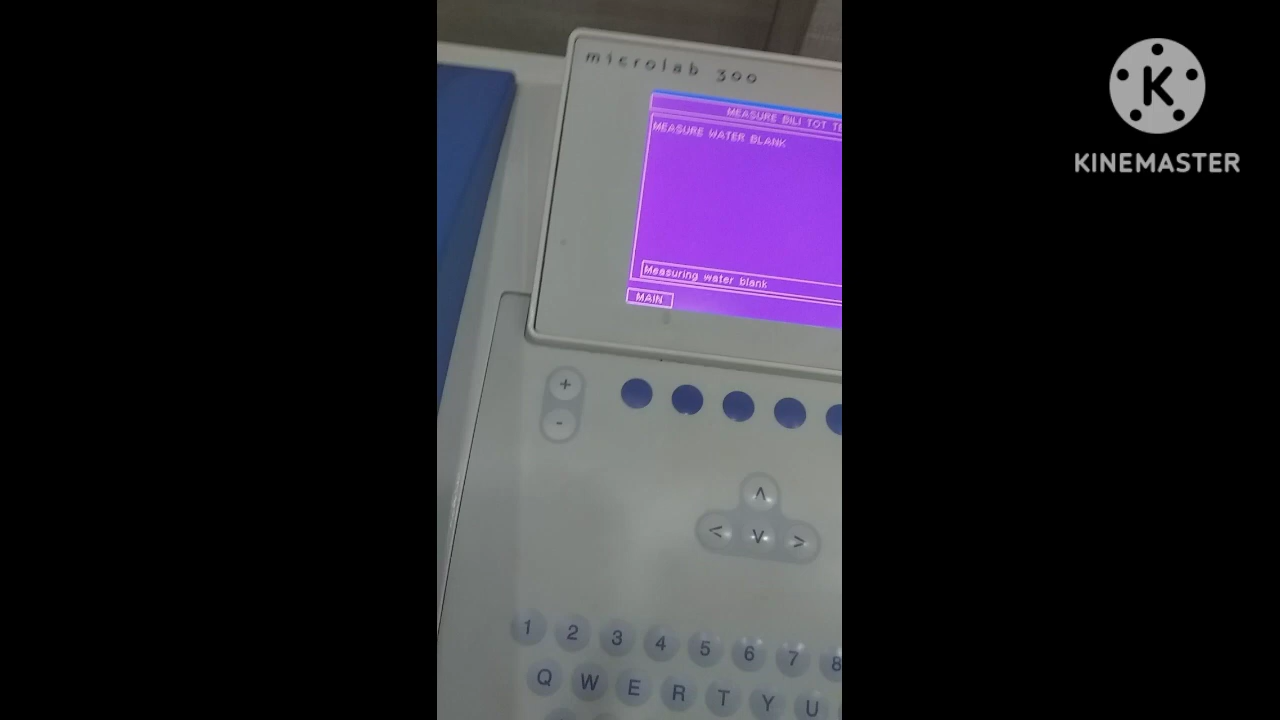 microlab 300
MEASURE BILI TOT
MEASURE WATER BLANK
Measuring water blank
MAIN
+
-
^
< v >
1 2 3 4 5 6 7 8
Q W E R T Y U
K
KINEMASTER